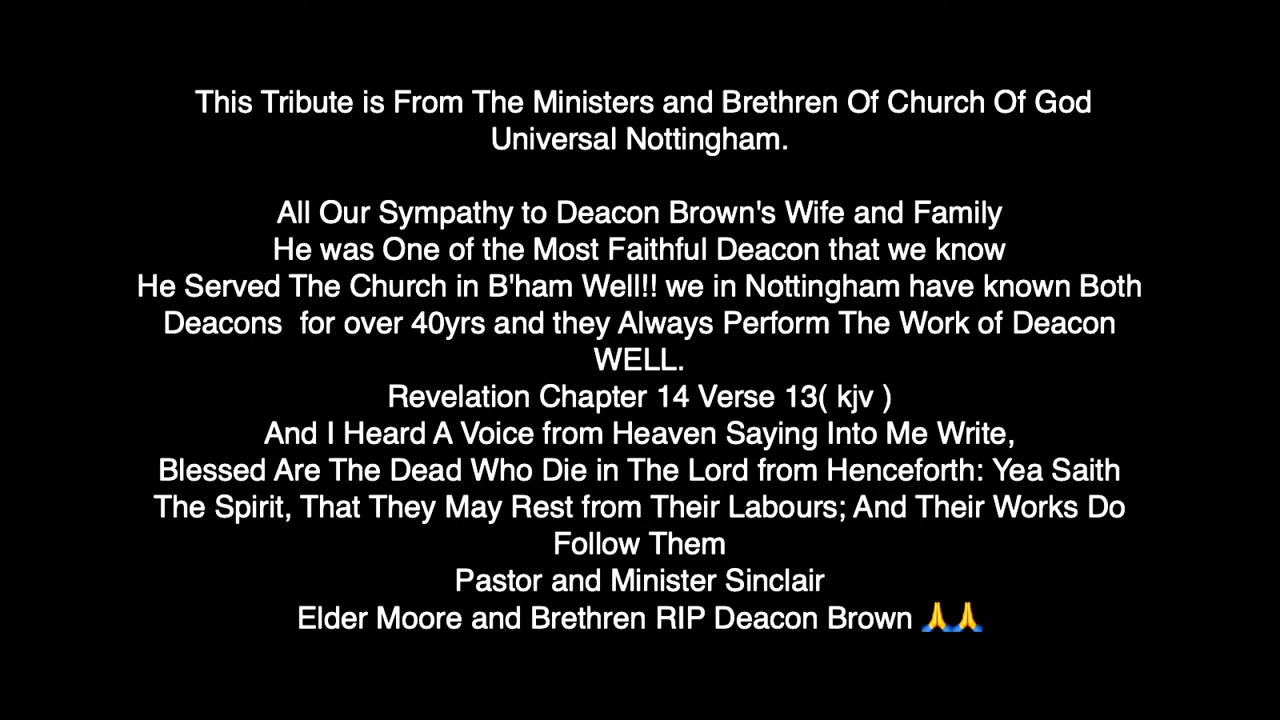 This Tribute is From The Ministers and Brethren Of Church Of God
Universal Nottingham.
All Our Sympathy to Deacon Brown's Wife and Family
He was One of the Most Faithful Deacon that we know
He Served The Church in B'ham Well!! we in Nottingham have known Both
Deacons  for over 40yrs and they Always Perform The Work of Deacon
WELL.
Revelation Chapter 14 Verse 13( kjv )
And I Heard A Voice from Heaven Saying Into Me Write,
Blessed Are The Dead Who Die in The Lord from Henceforth: Yea Saith
The Spirit, That They May Rest from Their Labours; And Their Works Do
Follow Them
Pastor and Minister Sinclair
Elder Moore and Brethren RIP Deacon Brown 🙏🙏